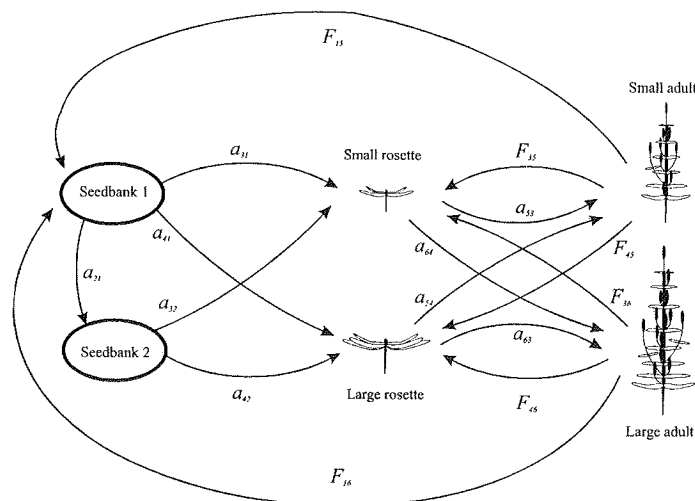 F₁₅
Small adult
a₃₁
Small rosette
F₃₅
Seedbank 1
a₅₃
a₄₁
a₆₄
F₄₅
a₂₁
a₃₂
a₅₄
F₃₆
Seedbank 2
a₆₃
a₄₂
Large rosette
F₄₆
Large adult
F₁₆